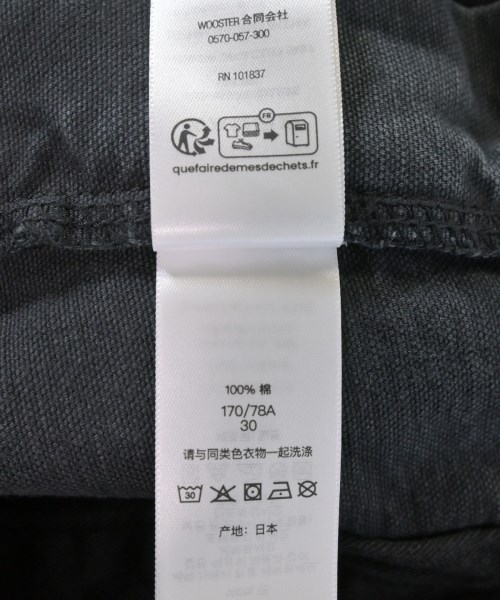 WOOSTER 合同会社
0570-057-300
RN 101837
FR
quefairedemesdechets.fr
100% 棉
170/78A
30
请与同类色衣物一起洗涤
30
产地: 日本